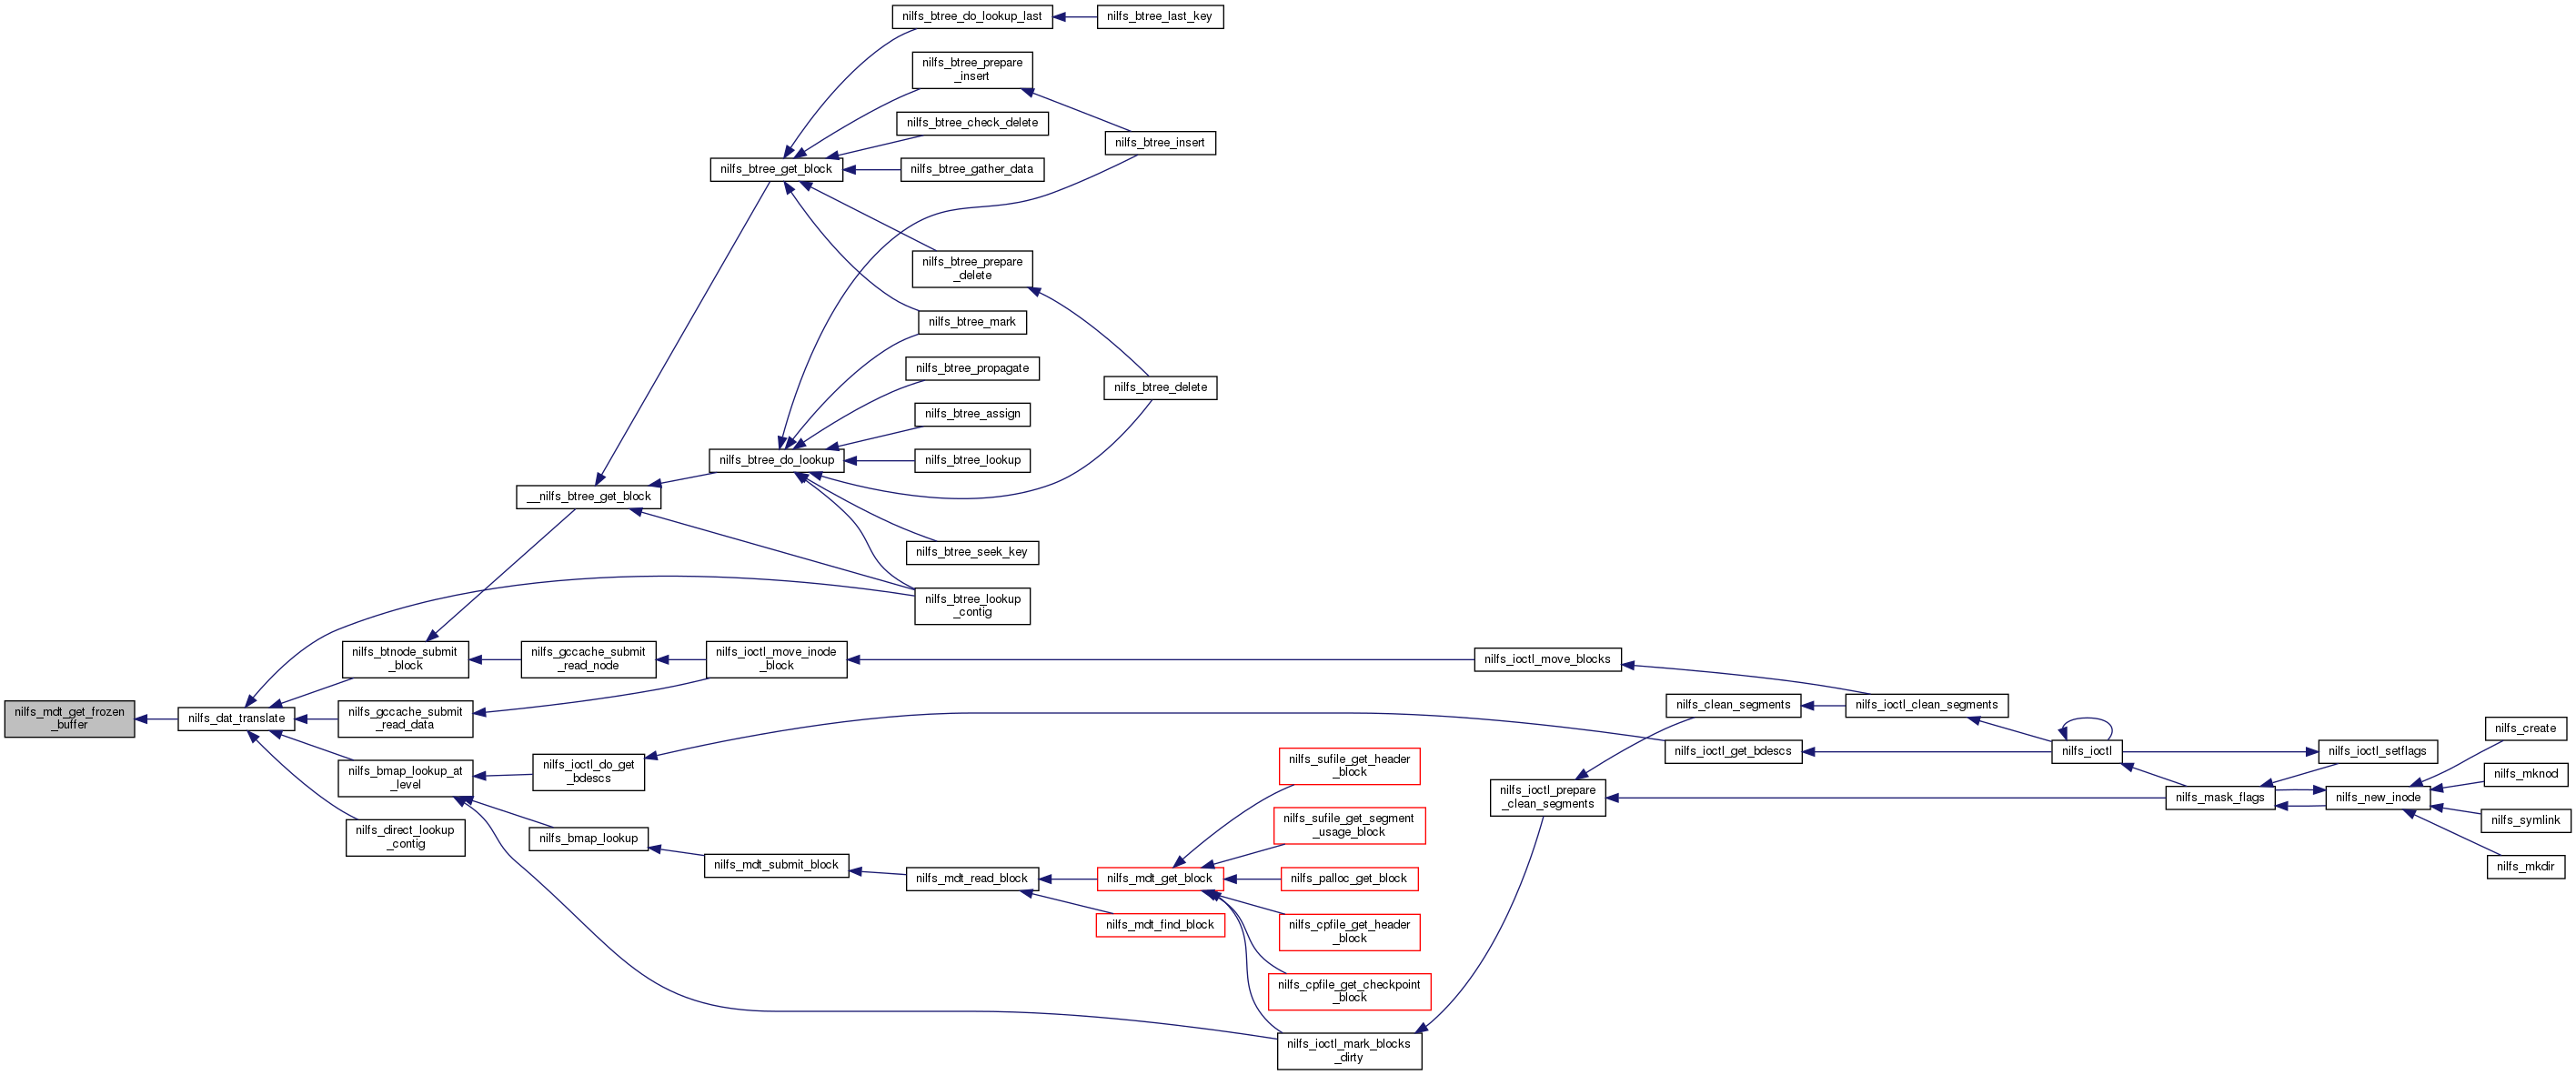 nilfs_btree_do_lookup_last
nilfs_btree_last_key
nilfs_btree_prepare
_insert
nilfs_btree_check_delete
nilfs_btree_insert
nilfs_btree_get_block
nilfs_btree_gather_data
nilfs_btree_prepare
_delete
nilfs_btree_mark
nilfs_btree_propagate
nilfs_btree_delete
nilfs_btree_assign
nilfs_btree_do_lookup
nilfs_btree_lookup
__nilfs_btree_get_block
nilfs_btree_seek_key
nilfs_btree_lookup
_contig
nilfs_btnode_submit
_block
nilfs_gccache_submit
_read_node
nilfs_ioctl_move_inode
_block
nilfs_ioctl_move_blocks
nilfs_mdt_get_frozen
_buffer
nilfs_dat_translate
nilfs_gccache_submit
_read_data
nilfs_clean_segments
nilfs_ioctl_clean_segments
nilfs_bmap_lookup_at
_level
nilfs_ioctl_do_get
_bdescs
nilfs_sufile_get_header
_block
nilfs_ioctl_get_bdescs
nilfs_ioctl
nilfs_ioctl_setflags
nilfs_create
nilfs_mknod
nilfs_ioctl_prepare
_clean_segments
nilfs_mask_flags
nilfs_new_inode
nilfs_symlink
nilfs_mkdir
nilfs_direct_lookup
_contig
nilfs_bmap_lookup
nilfs_sufile_get_segment
_usage_block
nilfs_mdt_submit_block
nilfs_mdt_read_block
nilfs_mdt_get_block
nilfs_palloc_get_block
nilfs_mdt_find_block
nilfs_cpfile_get_header
_block
nilfs_cpfile_get_checkpoint
_block
nilfs_ioctl_mark_blocks
_dirty